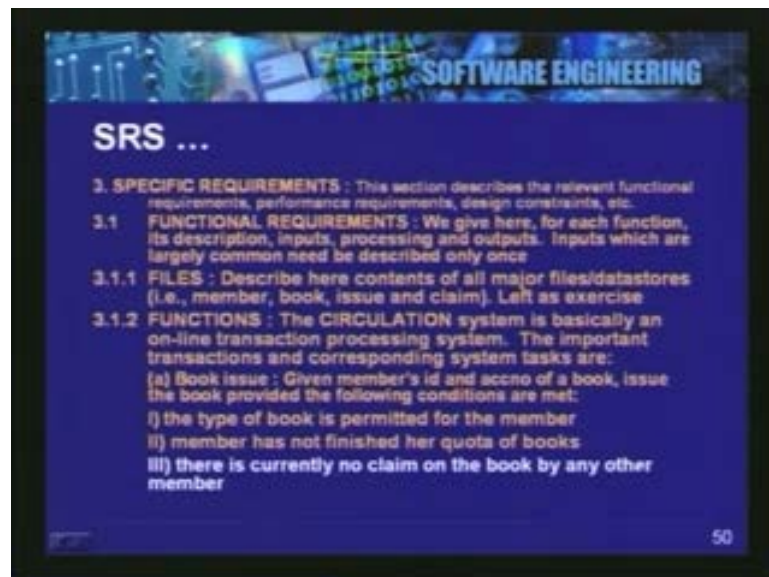 SOFTWARE ENGINEERING
SRS ...
3. SPECIFIC REQUIREMENTS : This section describes the relevent functional
requirements, performance requirements, design constraints, etc.
3.1 FUNCTIONAL REQUIREMENTS : We give here, for each function,
its description, inputs, processing and outputs. Inputs which are
largely common need be described only once
3.1.1 FILES : Describe here contents of all major files/datastores
(i.e., member, book, issue and claim). Left as exercise
3.1.2 FUNCTIONS : The CIRCULATION system is basically an
on-line transaction processing system. The important
transactions and corresponding system tasks are:
(a) Book issue : Given member's id and accno of a book, issue
the book provided the following conditions are met:
I) the type of book is permitted for the member
II) member has not finished her quota of books
III) there is currently no claim on the book by any other
member
50